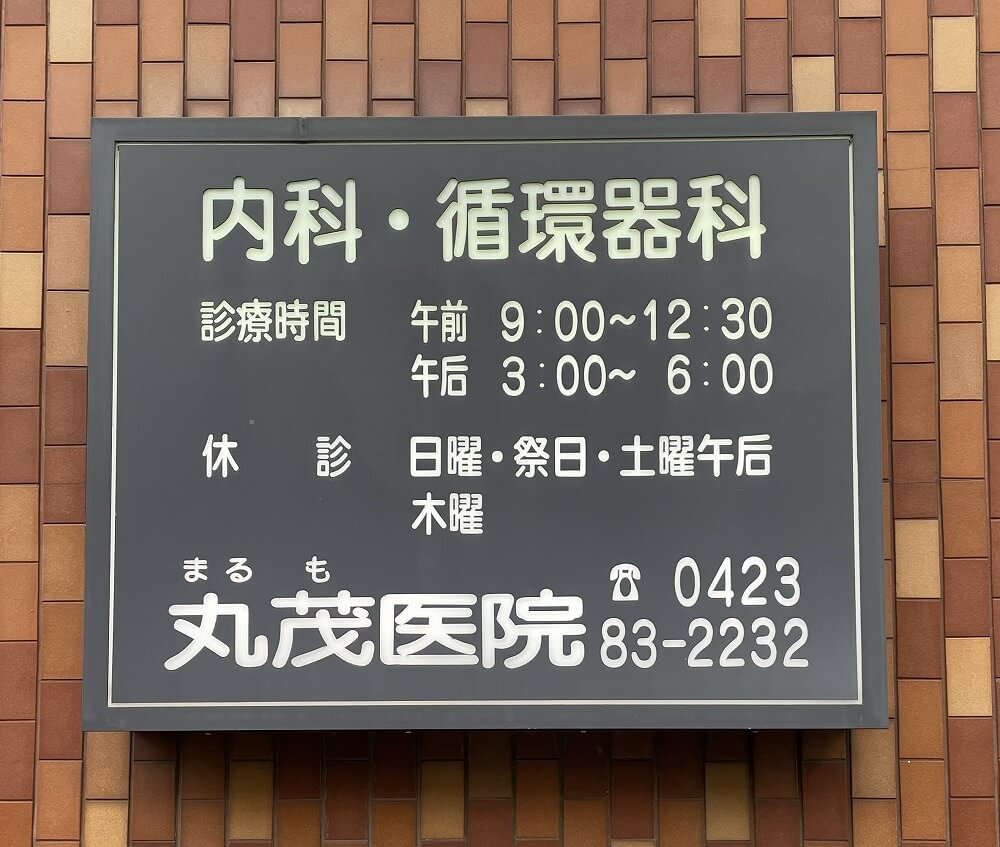 内科・循環器科
診療時間 午前 9:00～12:30
午后 3:00～ 6:00
休 診 日曜・祭日・土曜午后
木曜
まる も
丸茂医院
☎ 0423
83-2232